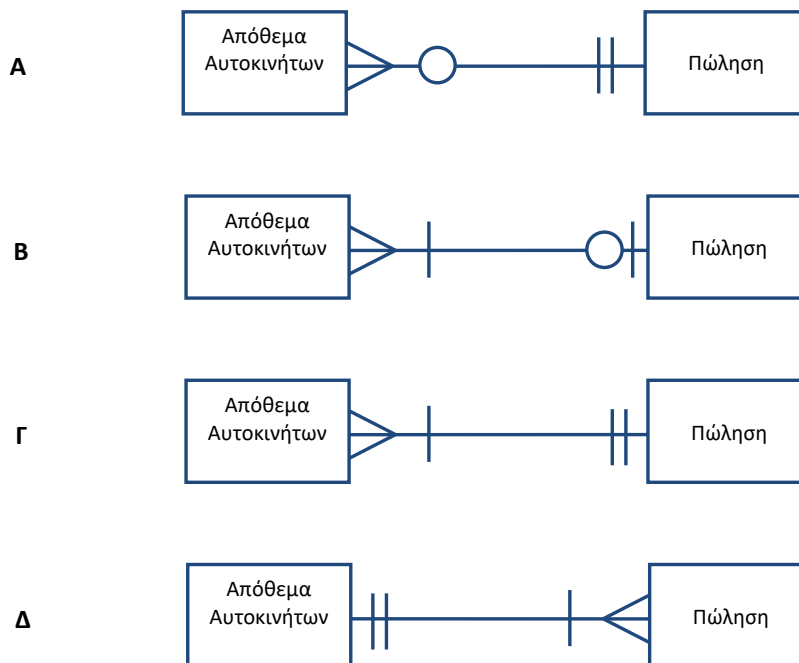 Α
Απόθεμα
Αυτοκινήτων
Πώληση
Β
Απόθεμα
Αυτοκινήτων
Πώληση
Γ
Απόθεμα
Αυτοκινήτων
Πώληση
Δ
Απόθεμα
Αυτοκινήτων
Πώληση